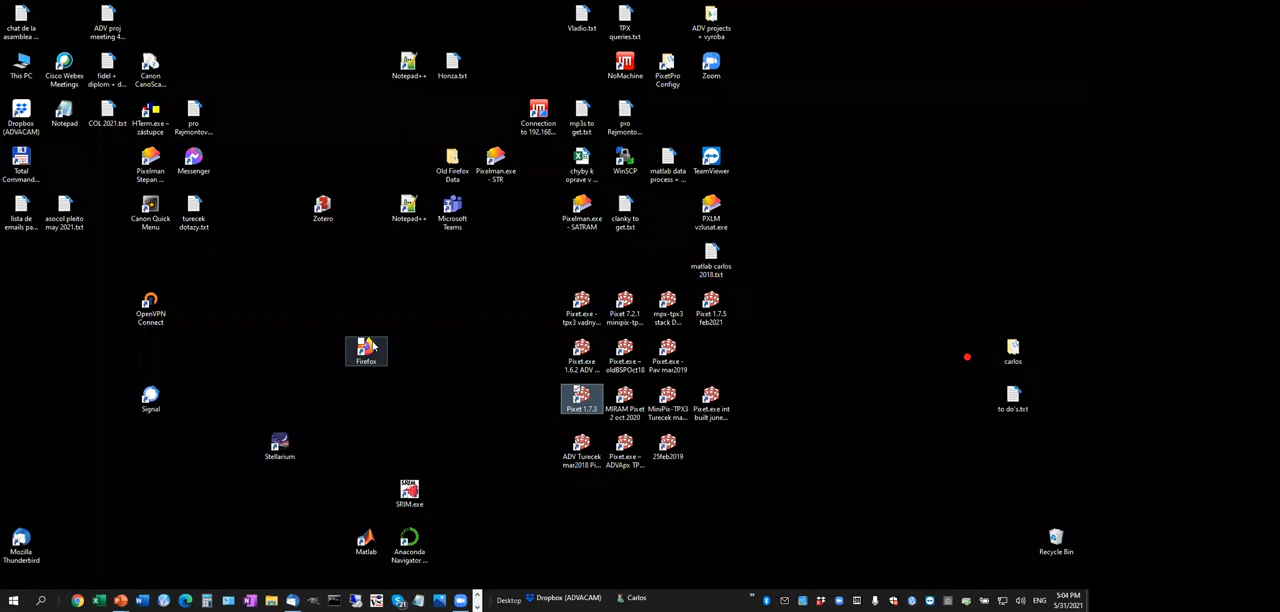 chat de la
asamblea ...
ADV proj
meeting 4...
Vladio.txt
TPX
queries.txt
ADV projects
+ vyroba
This PC
Cisco Webex
Meetings
fidel +
diplom + d...
Canon
CanoSca...
Notepad++
Honza.txt
NoMachine
PixetPro
Configy
Zoom
Dropbox
(ADVACAM)
Notepad
COL 2021.txt
HTerm.exe –
zástupce
pro
Rejmontov...
Connection
to 192.168...
mp3s to
get.txt
pro
Rejmonto...
Total
Command...
Pixelman
Stepan ...
Messenger
Old Firefox
Data
Pixelman.exe
- STR
chyby k
oprave v ...
WinSCP
matlab data
process + ...
TeamViewer
lista de
emails pa...
asocol pleito
may 2021.txt
Canon Quick
Menu
turecek
dotazy.txt
Zotero
Notepad++
Microsoft
Teams
Pixelman.exe
- SATRAM
clanky to
get.txt
PXLM
vzlusat.exe
matlab carlos
2018.txt
OpenVPN
Connect
Pixet.exe -
tpx3 vadny...
Pixet 7.2.1
minipix-tp...
mpx-tpx3
stack D...
Pixet 1.7.5
feb2021
Firefox
Pixet.exe
1.6.2 ADV ...
Pixet.exe –
oldBSPOct18
Pixet.exe -
Pav mar2019
carlos
Signal
Pixet 1.7.3
MIRAM Pixet
2 oct 2020
MiniPix-TPX3
Turecek ma...
Pixet.exe int
built june...
to do's.txt
Stellarium
ADV Turecek
mar2018 Pi...
Pixet.exe –
ADVApx TP...
25feb2019
SRIM
SRIM.exe
Mozilla
Thunderbird
Matlab
Anaconda
Navigator ...
Recycle Bin
21
Desktop
Dropbox (ADVACAM)
Carlos
ENG
5:04 PM
5/31/2021